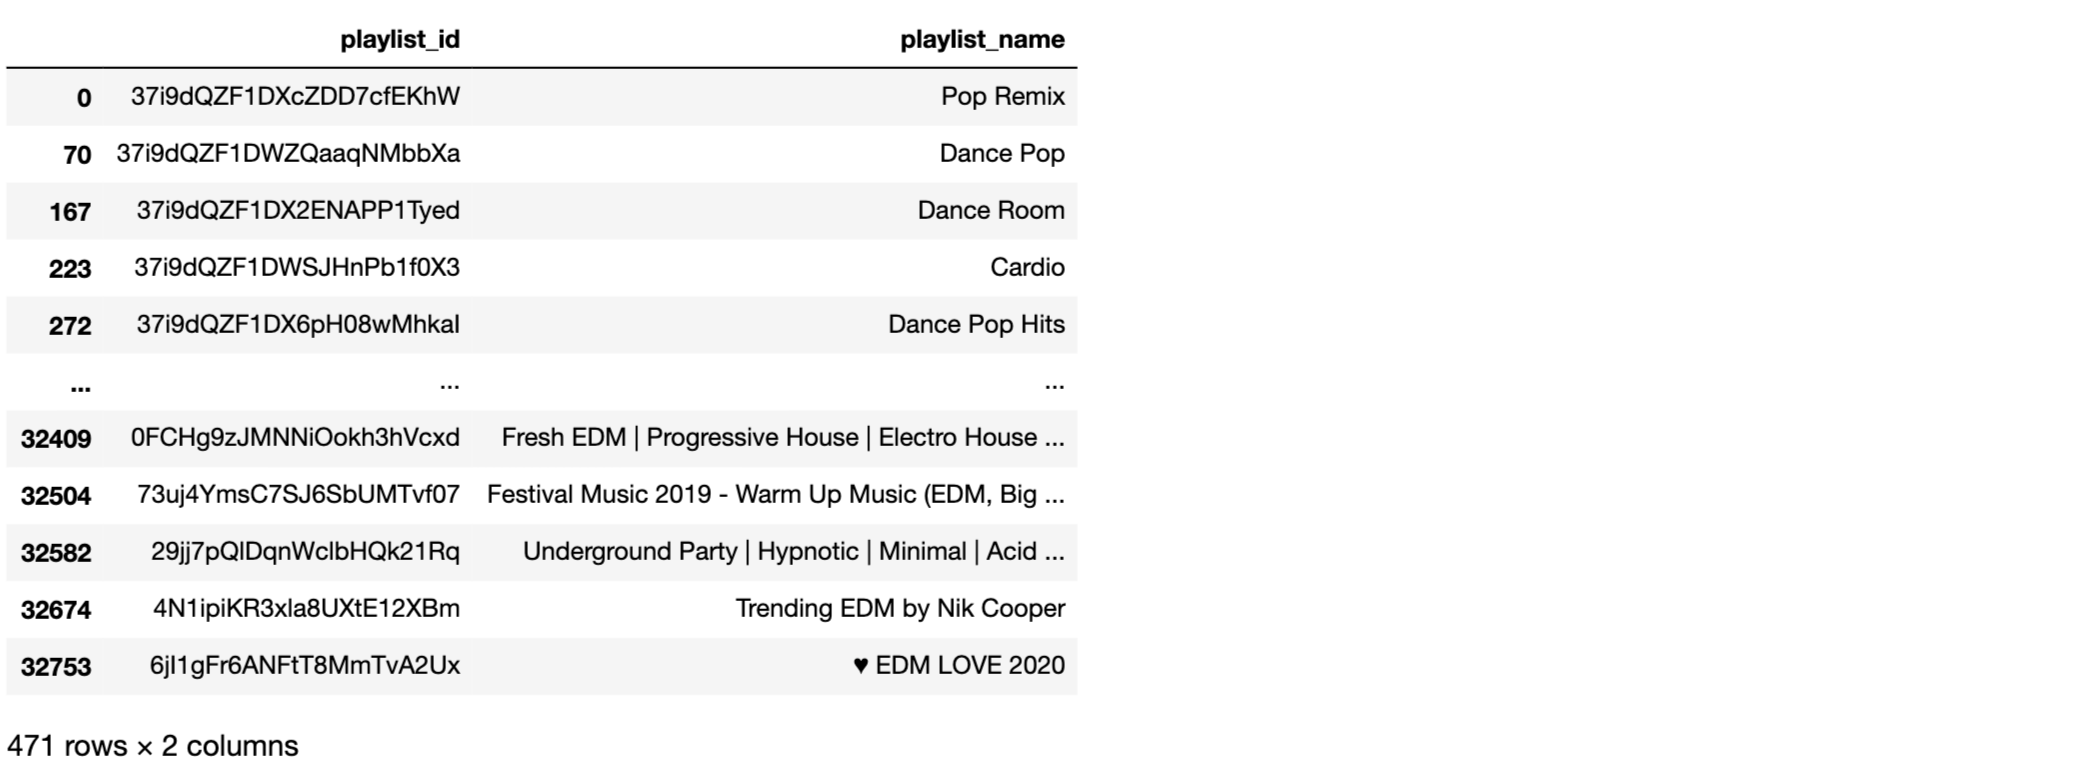 playlist_id playlist_name
0 37i9dQZF1DXcZDD7cfEKhW Pop Remix
70 37i9dQZF1DWZQaaqNMbbXa Dance Pop
167 37i9dQZF1DX2ENAPP1Tyed Dance Room
223 37i9dQZF1DWSJHnPb1f0X3 Cardio
272 37i9dQZF1DX6pH08wMhkaI Dance Pop Hits
... ... ...
32409 0FCHg9zJMNNiOokh3hVcxd Fresh EDM | Progressive House | Electro House ...
32504 73uj4YmsC7SJ6SbUMTvf07 Festival Music 2019 - Warm Up Music (EDM, Big ...
32582 29jj7pQlDqnWclbHQk21Rq Underground Party | Hypnotic | Minimal | Acid ...
32674 4N1ipiKR3xla8UXtE12XBm Trending EDM by Nik Cooper
32753 6jI1gFr6ANFtT8MmTvA2Ux ♥ EDM LOVE 2020
471 rows × 2 columns